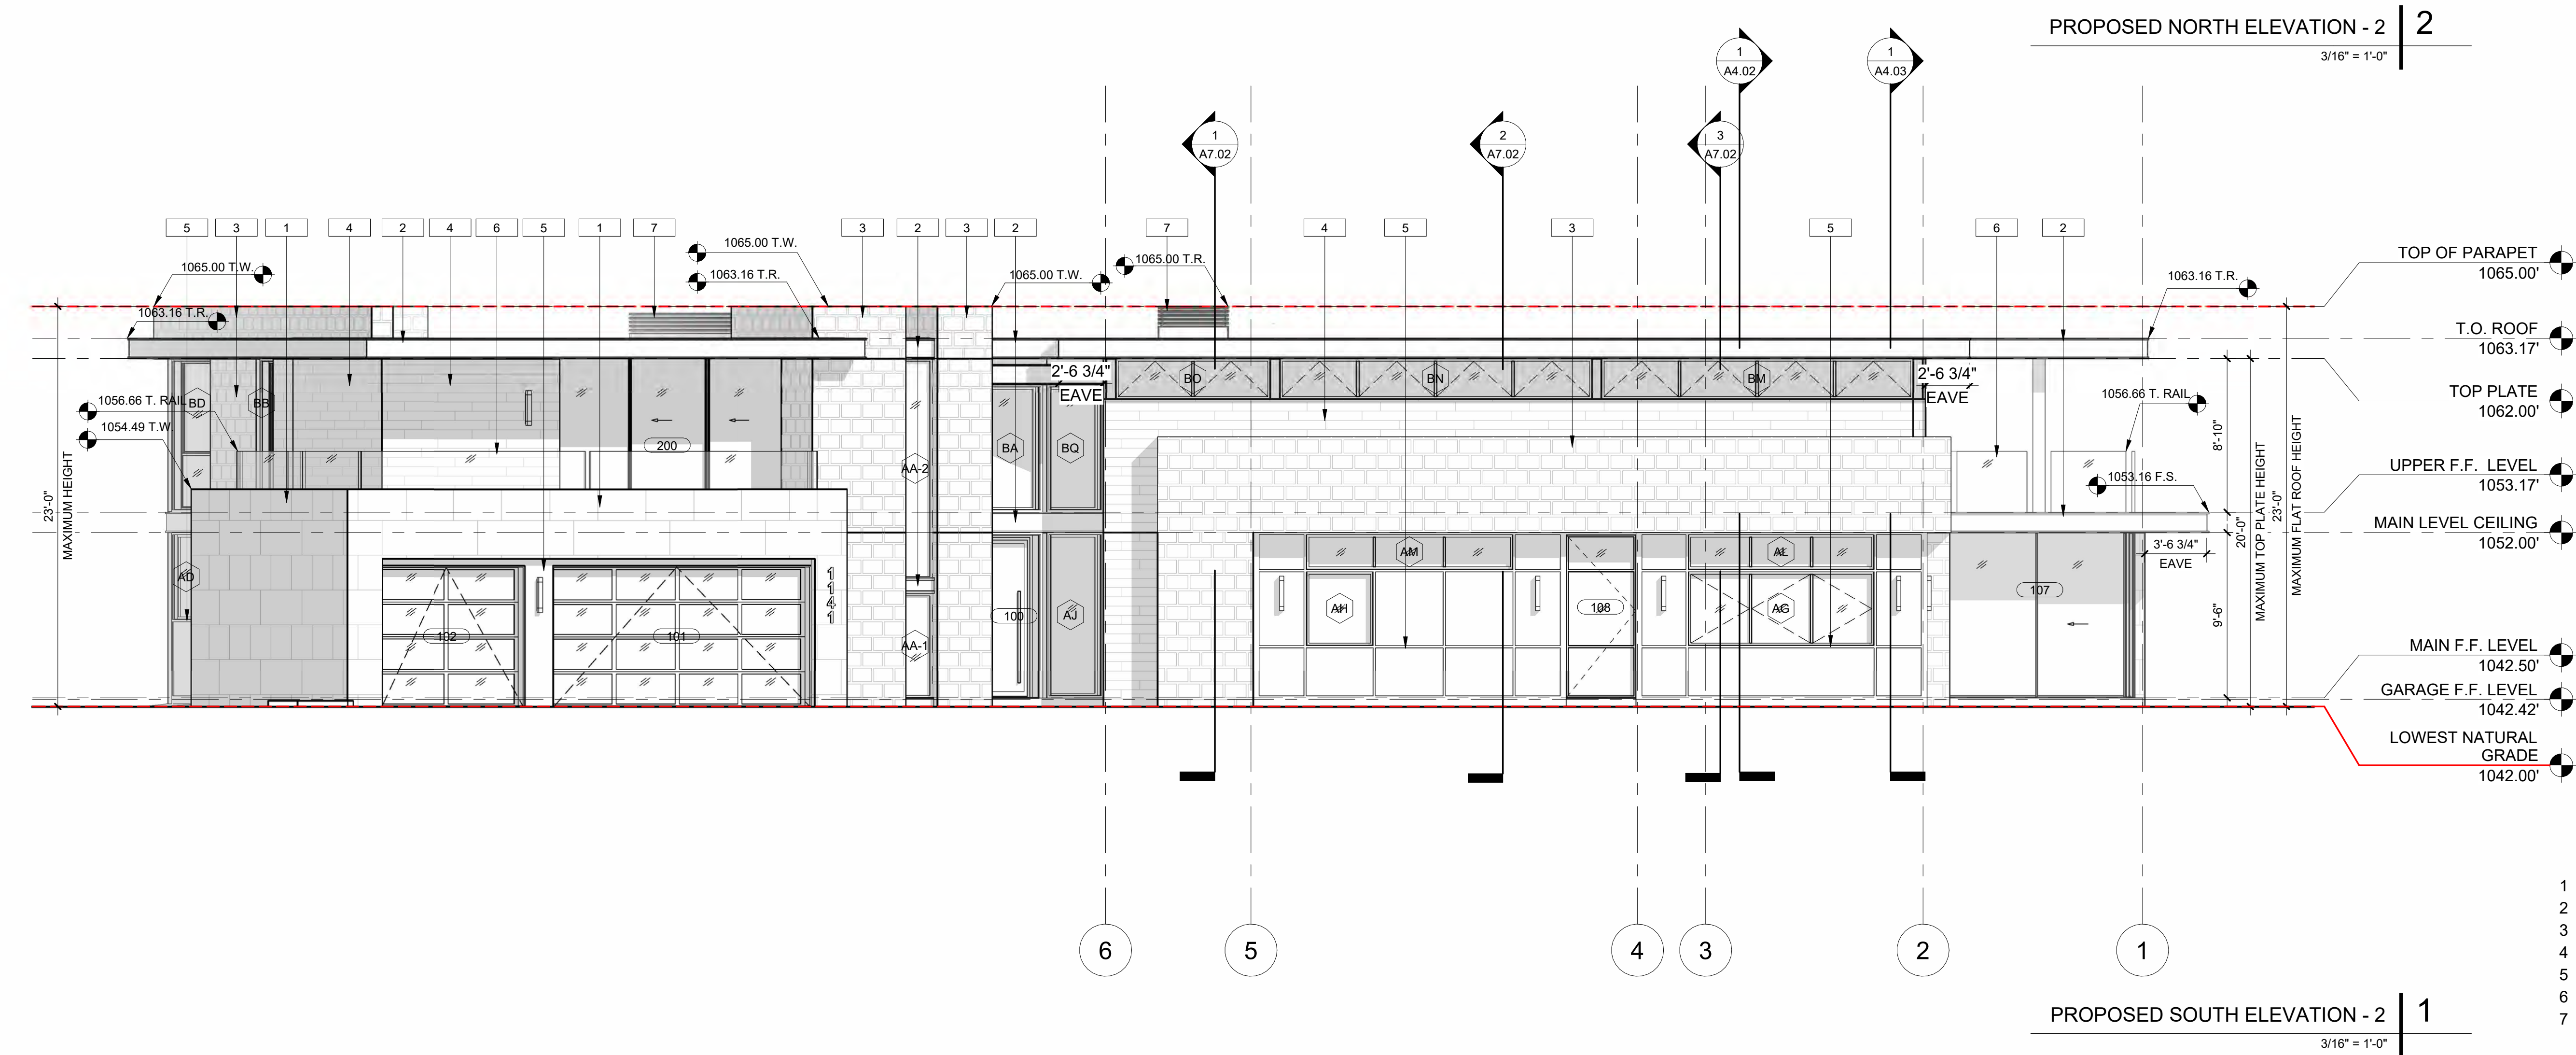 PROPOSED NORTH ELEVATION - 2
2
3/16" = 1'-0"
1
A4.02
1
A4.03
1
A7.02
2
A7.02
3
A7.02
5
3
1
4
2
4
6
5
1
7
3
2
3
2
7
4
5
3
5
6
2
1065.00 T.W.
1063.16 T.R.
1065.00 T.W.
1063.16 T.R.
1065.00 T.W.
1065.00 T.R.
1063.16 T.R.
1056.66 T. RAIL
1054.49 T.W.
1056.66 T. RAIL
1053.16 F.S.
TOP OF PARAPET
1065.00'
T.O. ROOF
1063.17'
TOP PLATE
1062.00'
UPPER F.F. LEVEL
1053.17'
MAIN LEVEL CEILING
1052.00'
MAIN F.F. LEVEL
1042.50'
GARAGE F.F. LEVEL
1042.42'
LOWEST NATURAL
GRADE
1042.00'
23'-0"
MAXIMUM HEIGHT
BD
BB
200
AD
102
101
1141
AA-2
AA-1
BA
BQ
100
AJ
2'-6 3/4"
EAVE
BO
BN
BM
2'-6 3/4"
EAVE
AM
AH
108
AL
AG
107
3'-6 3/4"
EAVE
8'-10"
9'-6"
20'-0"
MAXIMUM TOP PLATE HEIGHT
23'-0"
MAXIMUM FLAT ROOF HEIGHT
6
5
4
3
2
1
1
2
3
4
5
6
7
PROPOSED SOUTH ELEVATION - 2
1
3/16" = 1'-0"